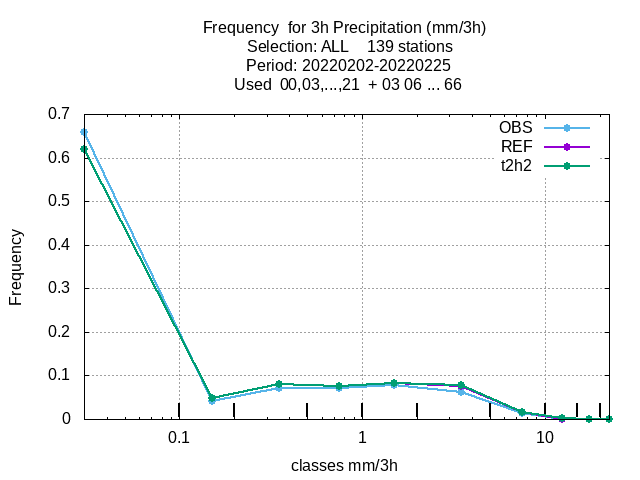 Frequency  for 3h Precipitation (mm/3h)
Selection: ALL    139 stations
Period: 20220202-20220225
Used  00,03,...,21  + 03 06 ... 66
OBS
REF
t2h2
0.7
0.6
0.5
0.4
0.3
0.2
0.1
0
Frequency
0.1 1 10
classes mm/3h